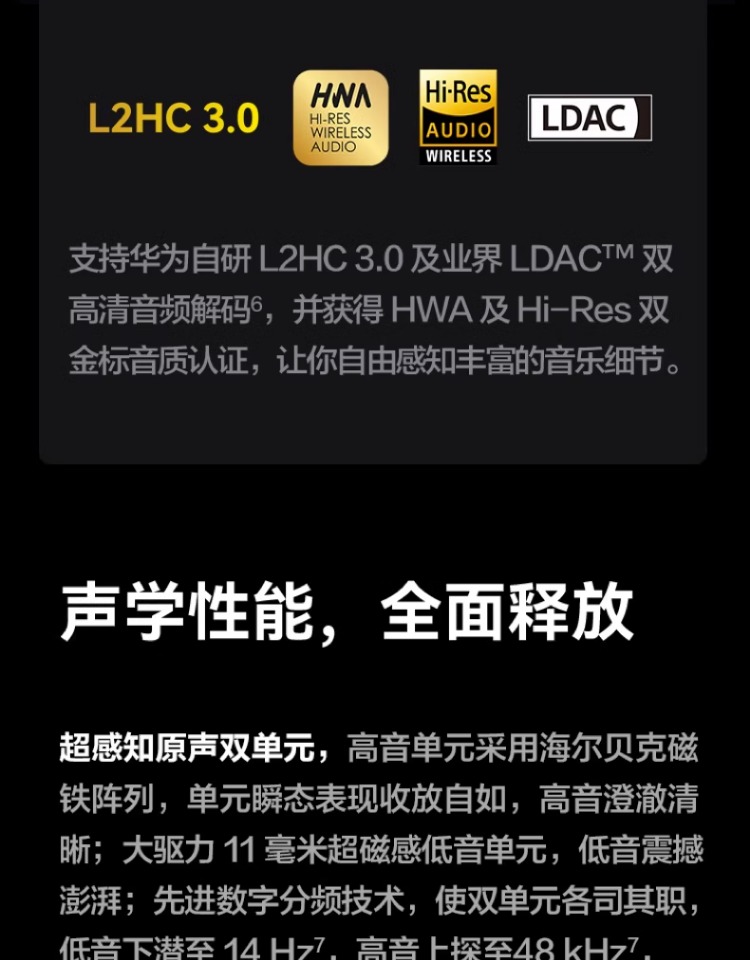 L2HC 3.0
HWA
HI-RES
WIRELESS
AUDIO
Hi-Res
AUDIO
WIRELESS
LDAC
支持华为自研 L2HC 3.0 及业界 LDAC™ 双
高清音频解码⁶，并获得 HWA 及 Hi-Res 双
金标音质认证，让你自由感知丰富的音乐细节。
声学性能，全面释放
超感知原声双单元，高音单元采用海尔贝克磁
铁阵列，单元瞬态表现收放自如，高音澄澈清
晰；大驱力 11 毫米超磁感低音单元，低音震撼
澎湃；先进数字分频技术，使双单元各司其职，
低音下潜至 14 Hz⁷，高音上探至48 kHz⁷，